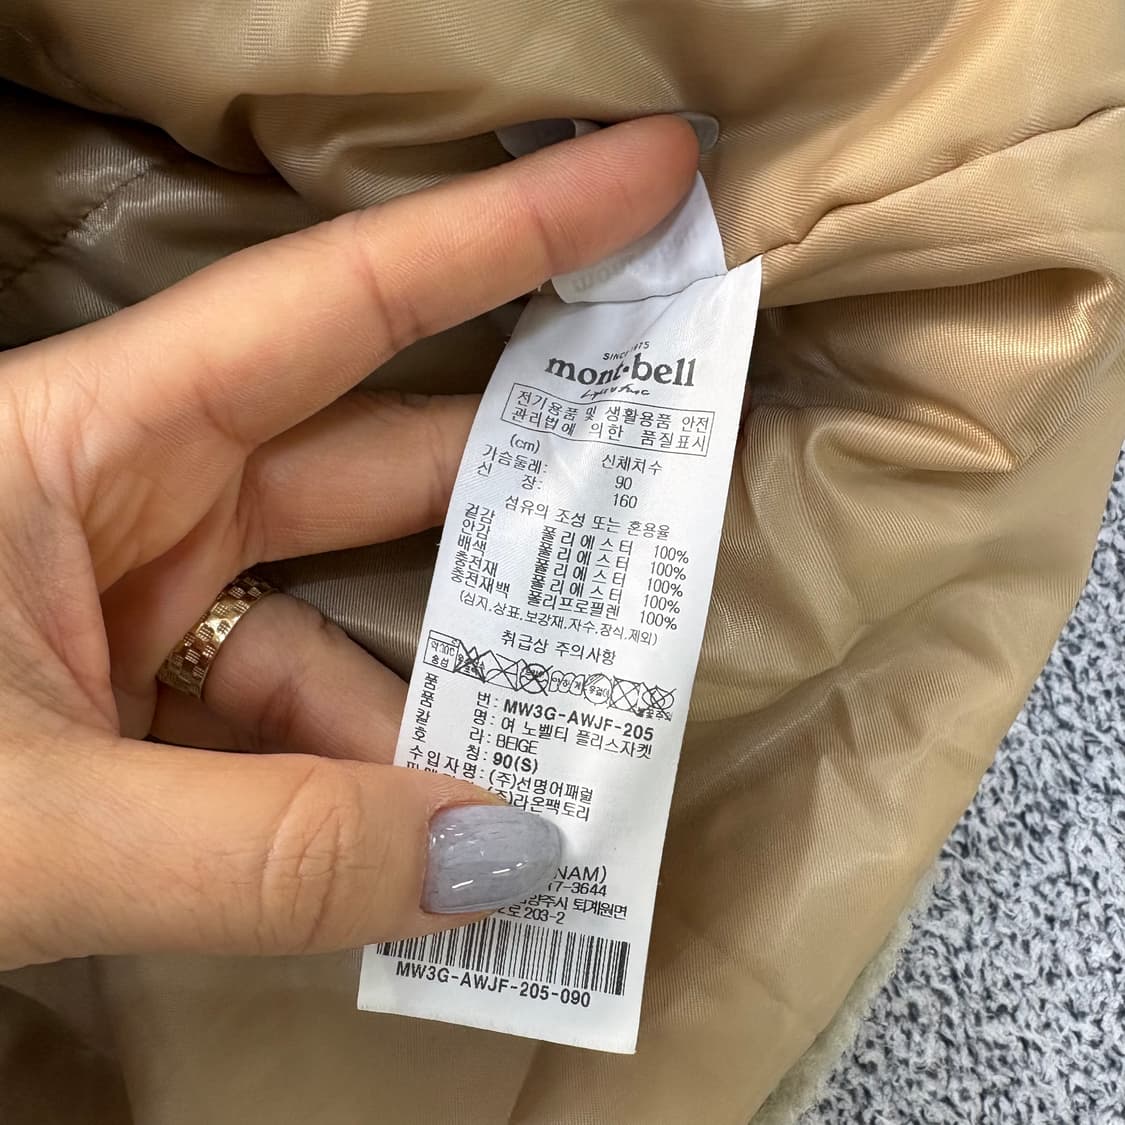 SINCE 1975
mont-bell
Light & Fast
전기용품 및 생활용품 안전
관리법에 의한 품질표시
(cm) 신체치수
가슴둘레: 90
신 장: 160
섬유의 조성 또는 혼용율
겉감 폴리에스터 100%
안감 폴리에스터 100%
배색 폴리에스터 100%
충전재 폴리에스터 100%
충전재백 폴리프로필렌 100%
(심지,상표,보강재,자수,장식,제외)
취급상 주의사항
품 번: MW3G-AWJF-205
품 명: 여 노벨티 플리스자켓
칼 라: BEIGE
호 칭: 90(S)
수입자명: (주)선명어패럴
(주)라온팩토리
NAM)
17-3644
양주시 퇴계원면
2로 203-2
MW3G-AWJF-205-090